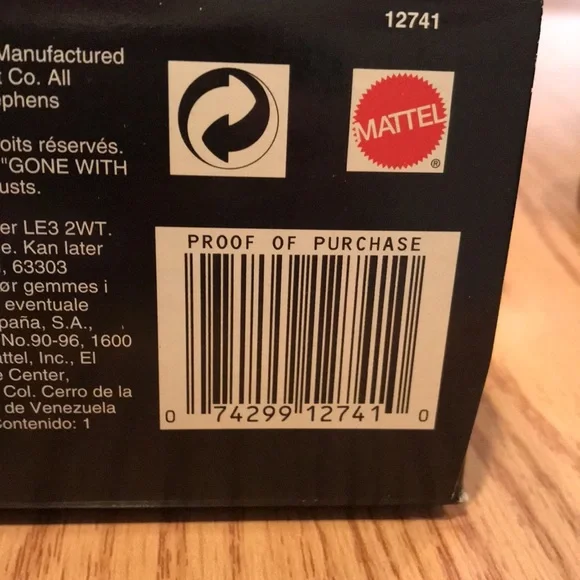 12741
Manufactured
t Co. All
ephens
oits réservés.
"GONE WITH
usts.
er LE3 2WT.
e. Kan later
, 63303
ør gemmes i
eventuale
paña, S.A.,
No.90-96, 1600
attel, Inc., El
e Center,
Col. Cerro de la
de Venezuela
Contenido: 1
MATTEL
®
PROOF OF PURCHASE
0 74299 12741 0